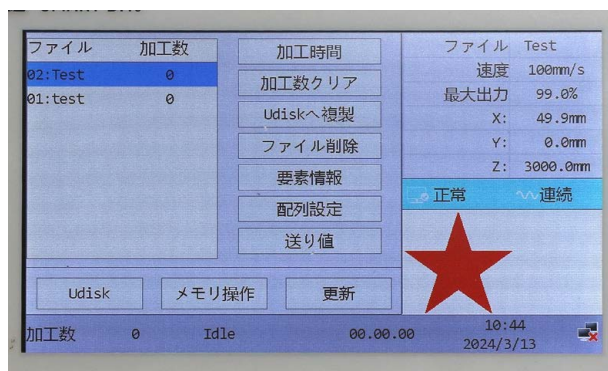 ファイル 加工数
02:Test 0
01:test 0
加工時間
加工数クリア
Udiskへ複製
ファイル削除
要素情報
配列設定
送り値
Udisk メモリ操作 更新
ファイル Test
速度 100mm/s
最大出力 99.0%
X: 49.9mm
Y: 0.0mm
Z: 3000.0mm
正常 連続
加工数 0 Idle 00.00.00 10:44
2024/3/13